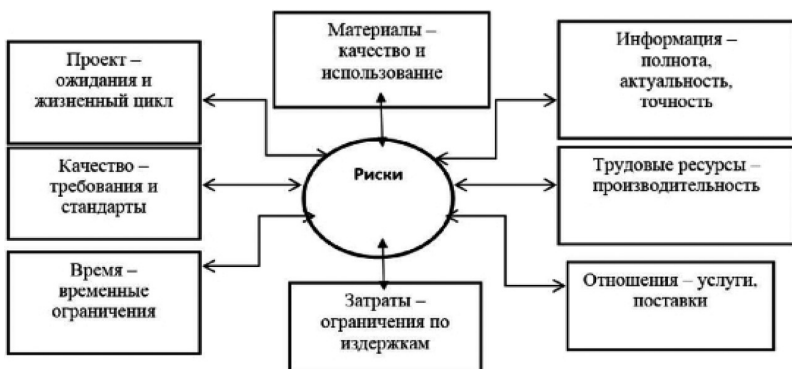 Проект –
ожидания и
жизненный цикл
Материалы –
качество и
использование
Информация –
полнота,
актуальность,
точность
Качество –
требования и
стандарты
Риски
Трудовые ресурсы –
производительность
Время –
временные
ограничения
Затраты –
ограничения по
издержкам
Отношения – услуги,
поставки